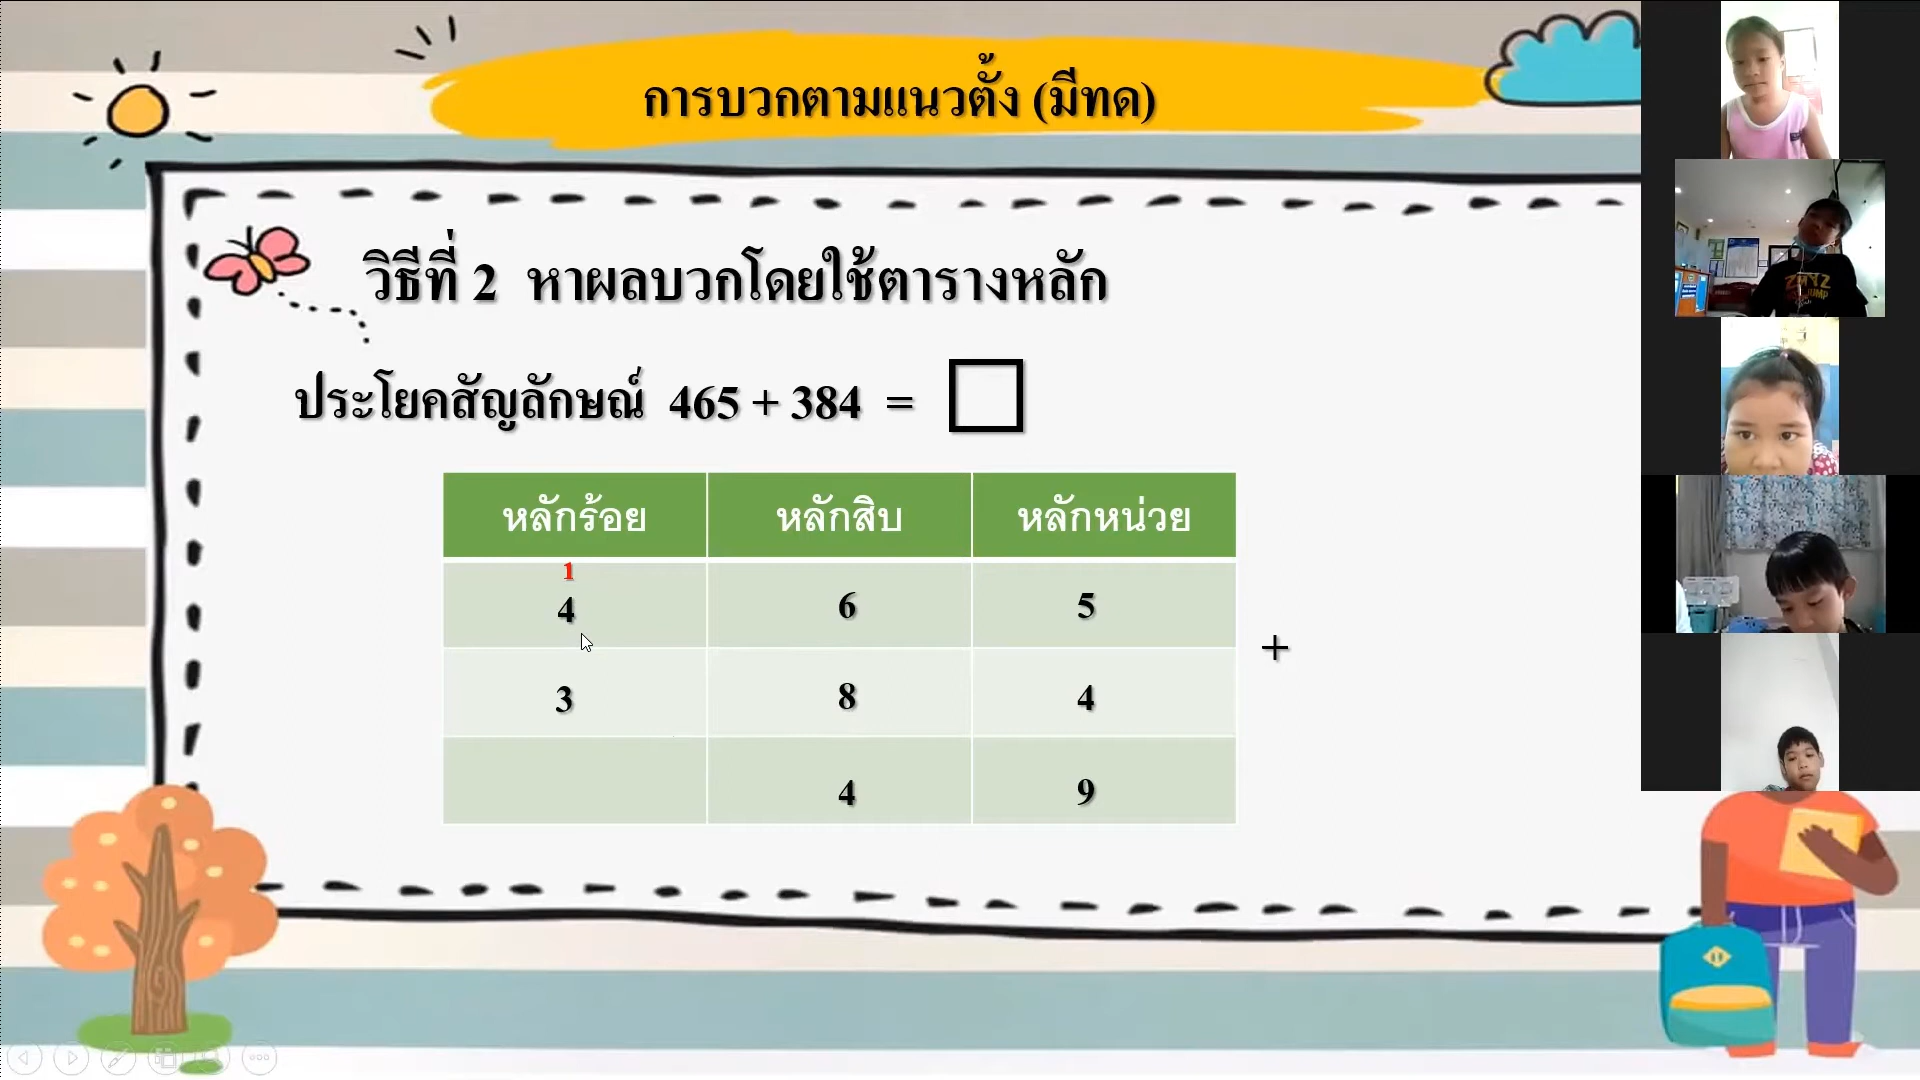 การบวกตามแนวตั้ง (มีทด)
วิธีที่ 2 หาผลบวกโดยใช้ตารางหลัก
ประโยคสัญลักษณ์ 465 + 384 =
หลักร้อย หลักสิบ หลักหน่วย
1
4 6 5
+
3 8 4
4 9